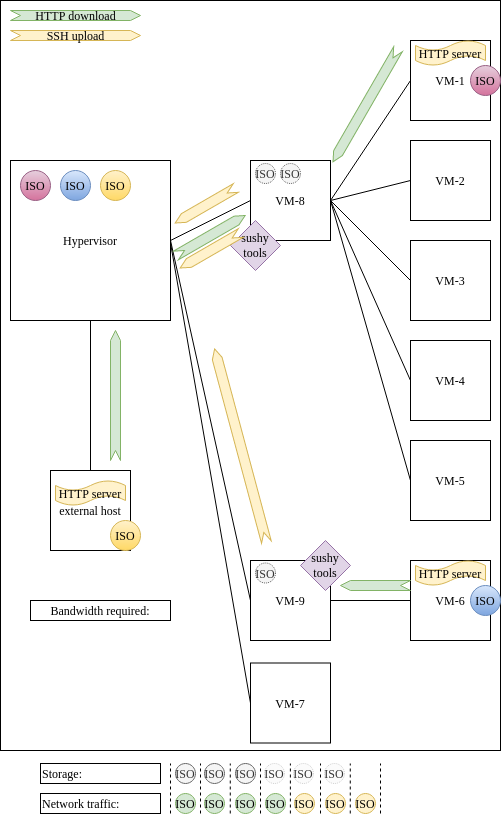 HTTP download
SSH upload
HTTP server
VM-1
ISO
VM-2
VM-3
VM-4
VM-5
ISO
ISO
ISO
Hypervisor
ISO
ISO
VM-8
sushy
tools
HTTP server
external host
ISO
Bandwidth required:
sushy
tools
ISO
VM-9
HTTP server
VM-6
ISO
VM-7
Storage:
ISO
ISO
ISO
ISO
ISO
ISO
Network traffic:
ISO
ISO
ISO
ISO
ISO
ISO
ISO